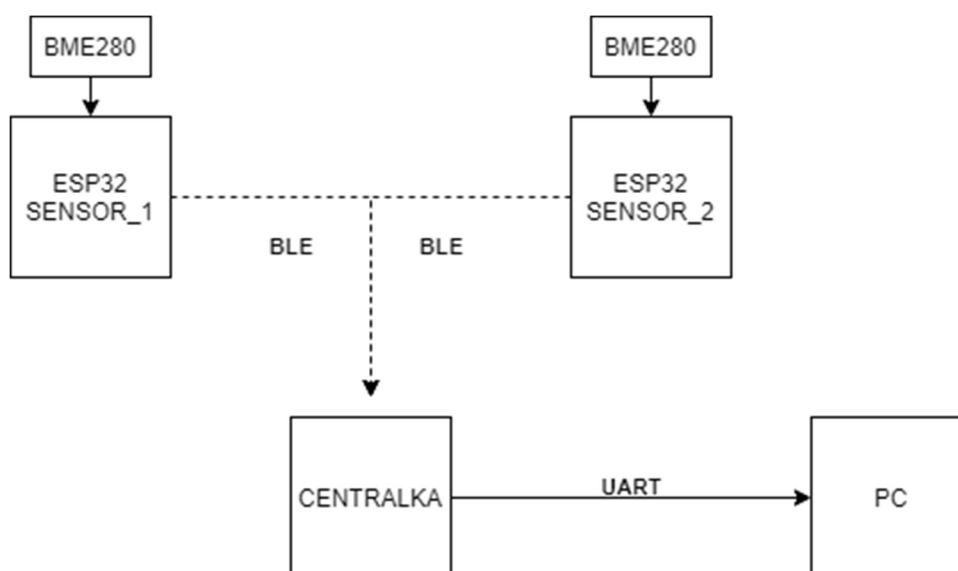 BME280
BME280
ESP32
SENSOR_1
ESP32
SENSOR_2
BLE
BLE
CENTRALKA
UART
PC